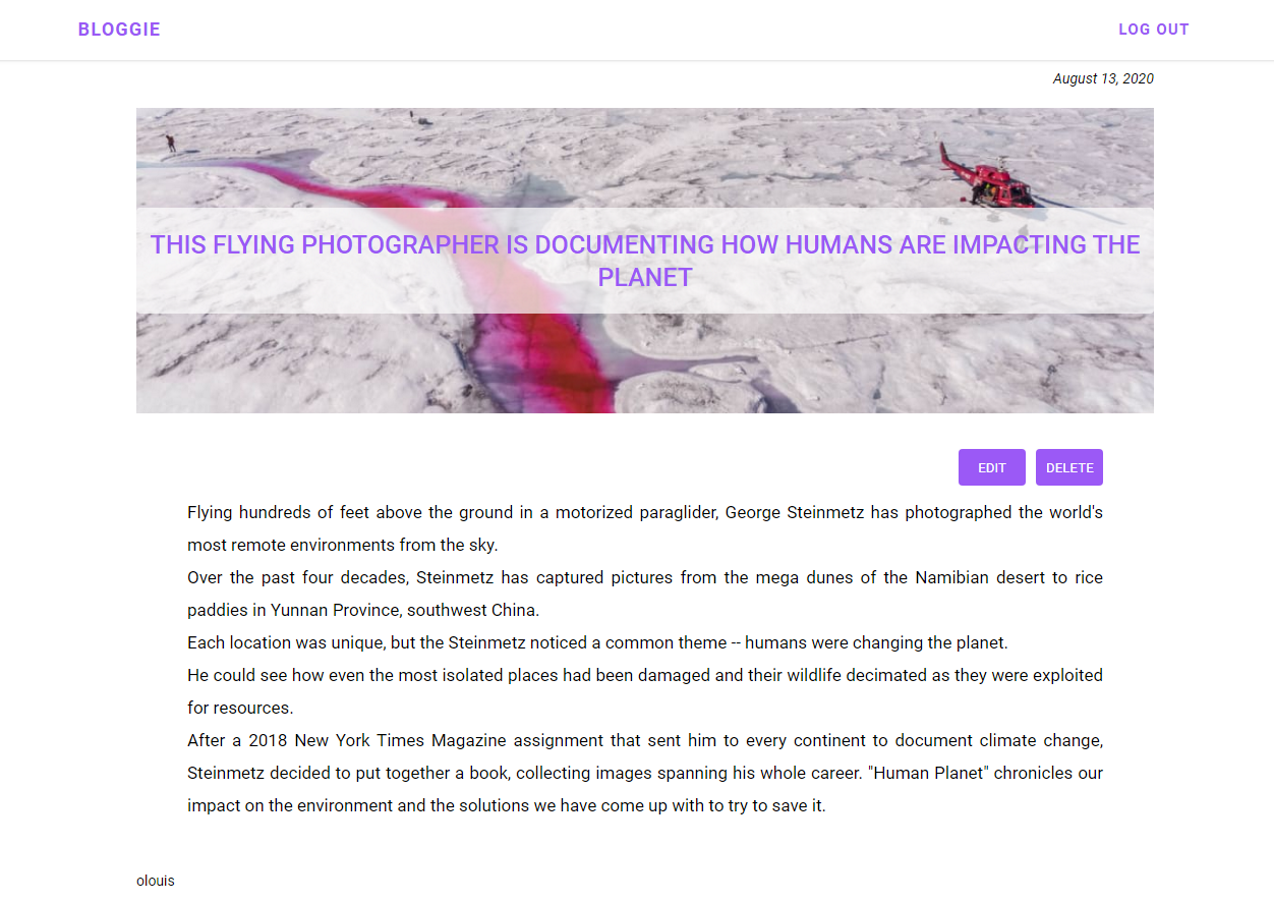 BLOGGIE
LOG OUT
August 13, 2020
THIS FLYING PHOTOGRAPHER IS DOCUMENTING HOW HUMANS ARE IMPACTING THE
PLANET
EDIT
DELETE
Flying hundreds of feet above the ground in a motorized paraglider, George Steinmetz has photographed the world's
most remote environments from the sky.
Over the past four decades, Steinmetz has captured pictures from the mega dunes of the Namibian desert to rice
paddies in Yunnan Province, southwest China.
Each location was unique, but the Steinmetz noticed a common theme -- humans were changing the planet.
He could see how even the most isolated places had been damaged and their wildlife decimated as they were exploited
for resources.
After a 2018 New York Times Magazine assignment that sent him to every continent to document climate change,
Steinmetz decided to put together a book, collecting images spanning his whole career. "Human Planet" chronicles our
impact on the environment and the solutions we have come up with to try to save it.
olouis